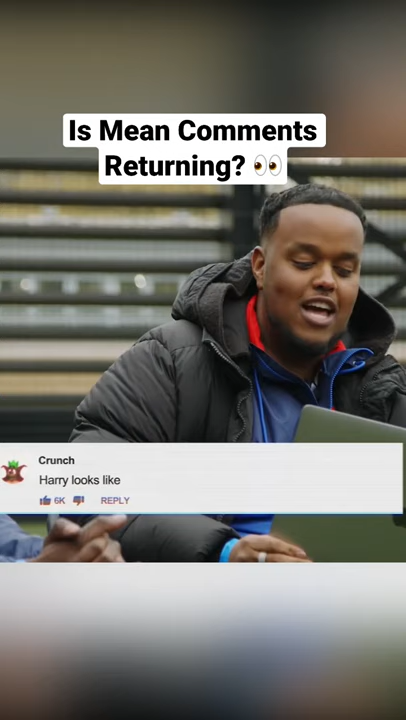 Is Mean Comments
Returning? 👀
Crunch
Harry looks like
6K REPLY